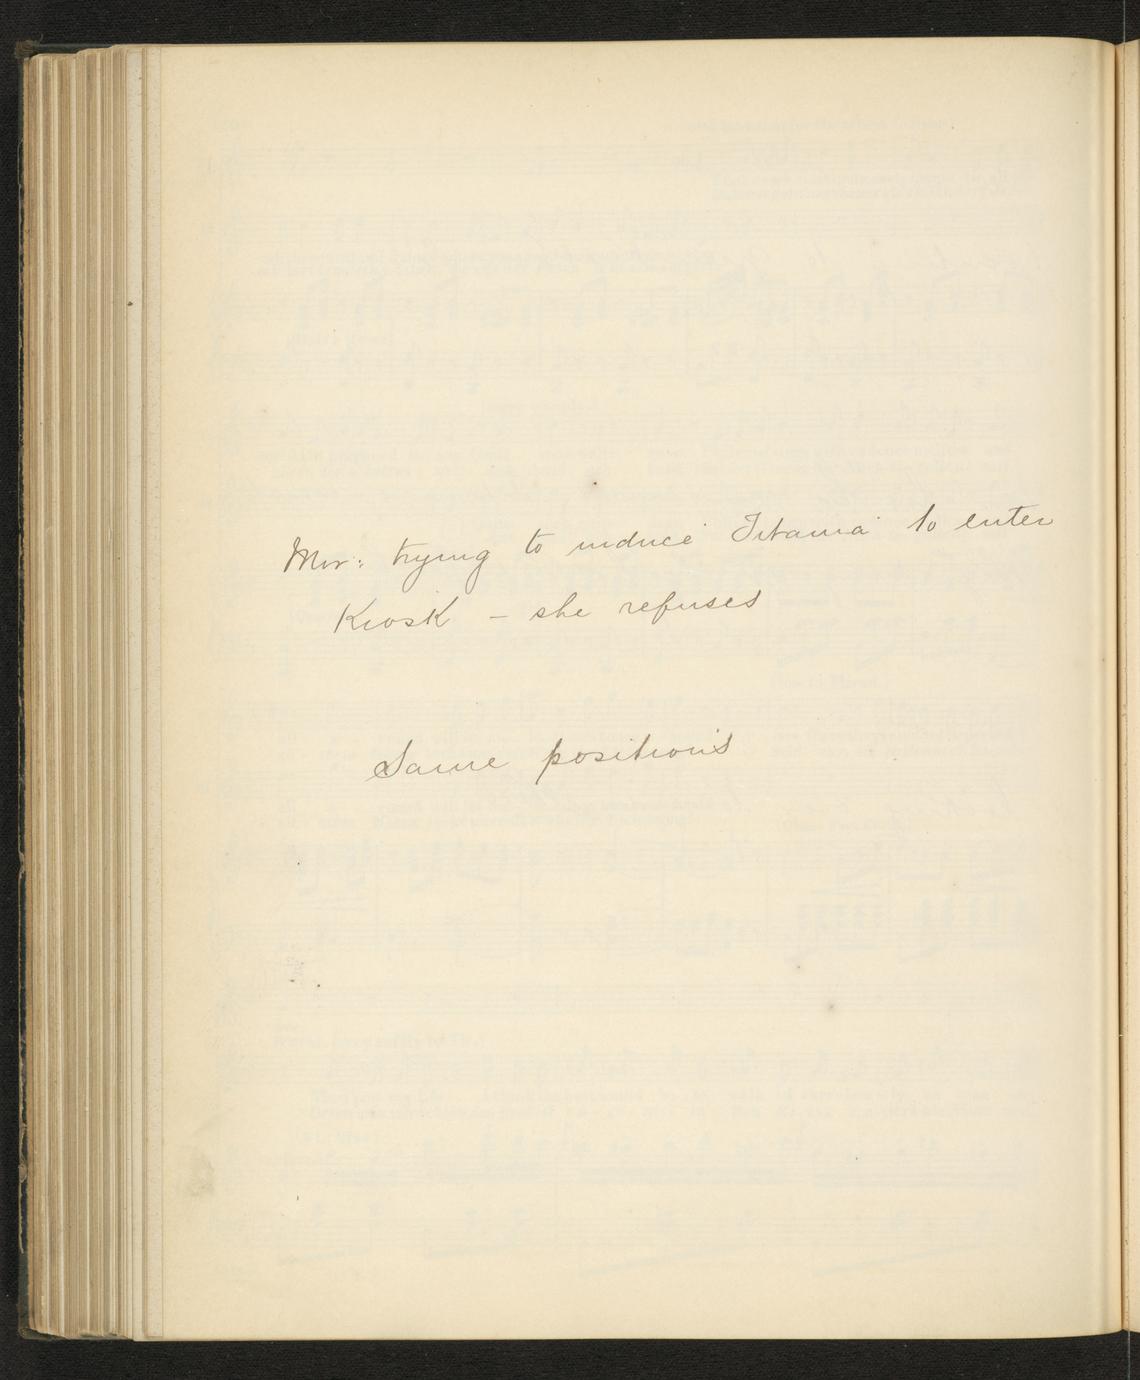 Mir: trying to induce Titania to enter
Kiosk – she refuses
Same positions